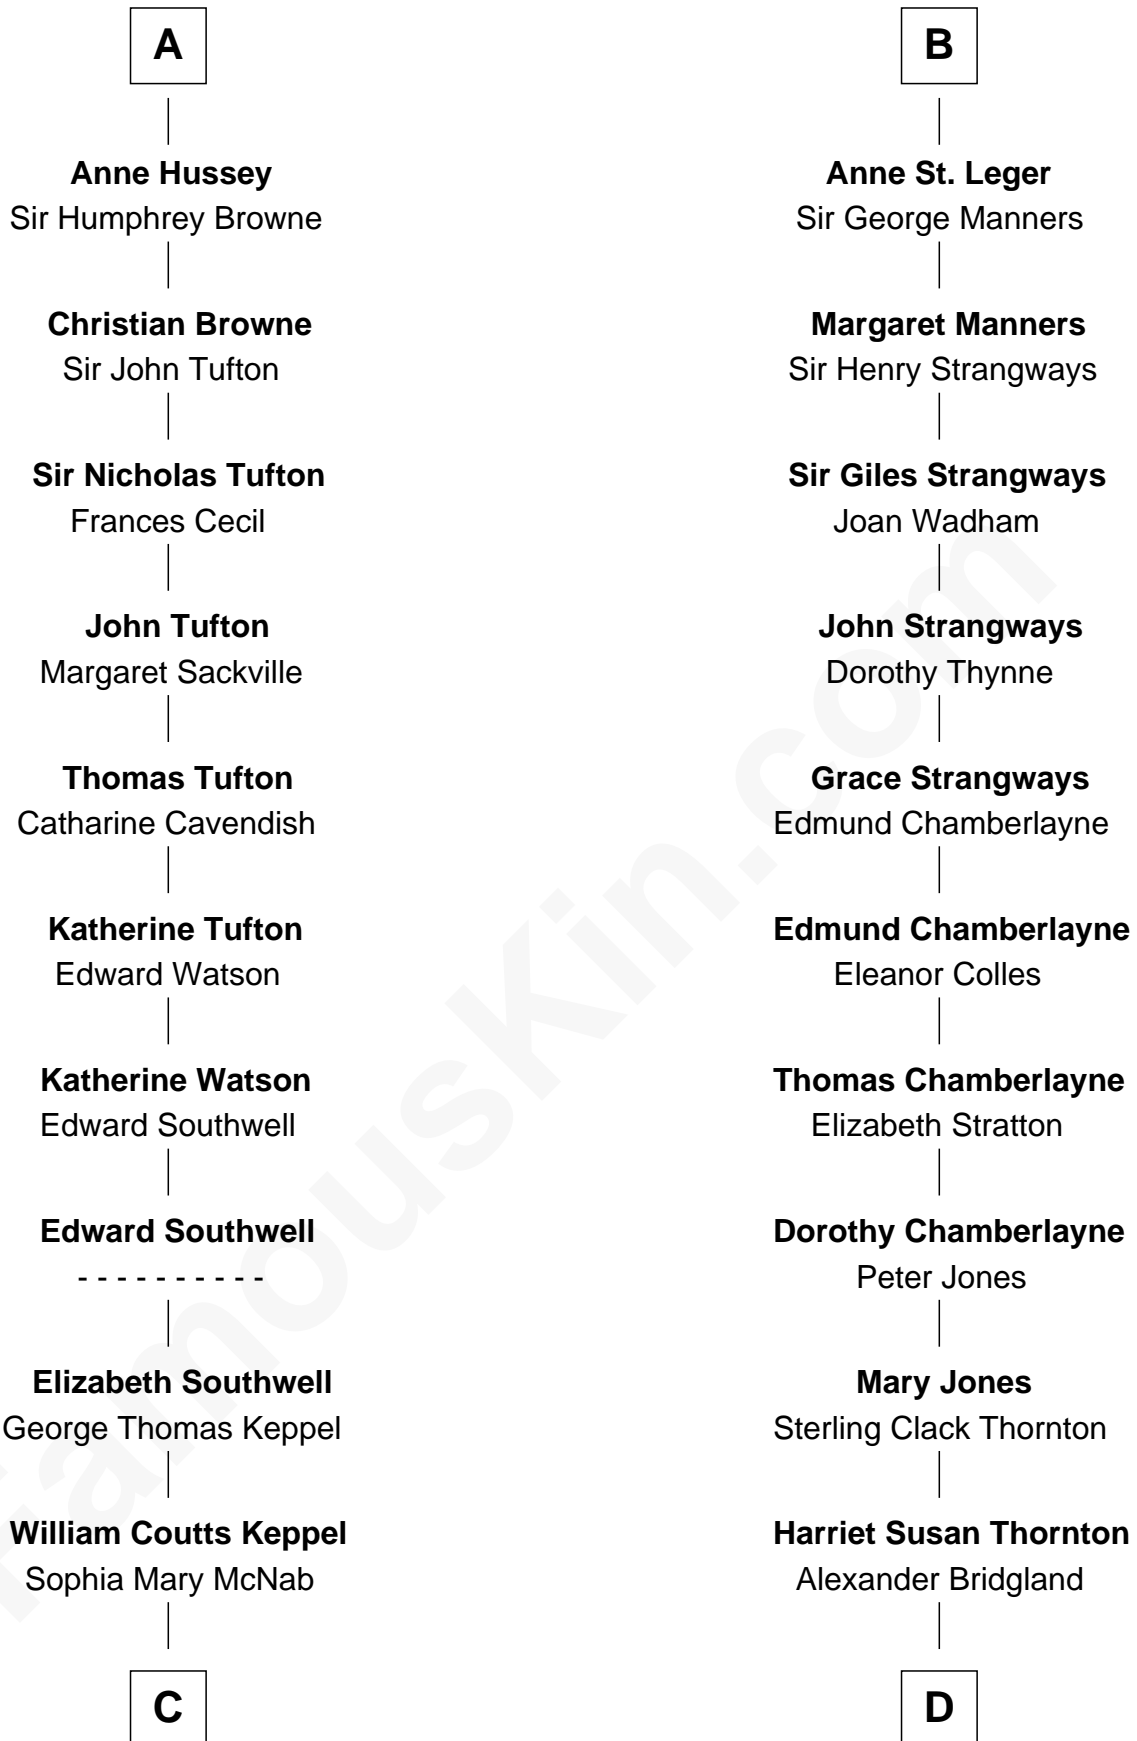 A
Anne Hussey
Sir Humphrey Browne
Christian Browne
Sir John Tufton
Sir Nicholas Tufton
Frances Cecil
John Tufton
Margaret Sackville
Thomas Tufton
Catharine Cavendish
Katherine Tufton
Edward Watson
Katherine Watson
Edward Southwell
Edward Southwell
- - - - - - - - - -
Elizabeth Southwell
George Thomas Keppel
William Coutts Keppel
Sophia Mary McNab
C
B
Anne St. Leger
Sir George Manners
Margaret Manners
Sir Henry Strangways
Sir Giles Strangways
Joan Wadham
John Strangways
Dorothy Thynne
Grace Strangways
Edmund Chamberlayne
Edmund Chamberlayne
Eleanor Colles
Thomas Chamberlayne
Elizabeth Stratton
Dorothy Chamberlayne
Peter Jones
Mary Jones
Sterling Clack Thornton
Harriet Susan Thornton
Alexander Bridgland
D
FamousKin.com